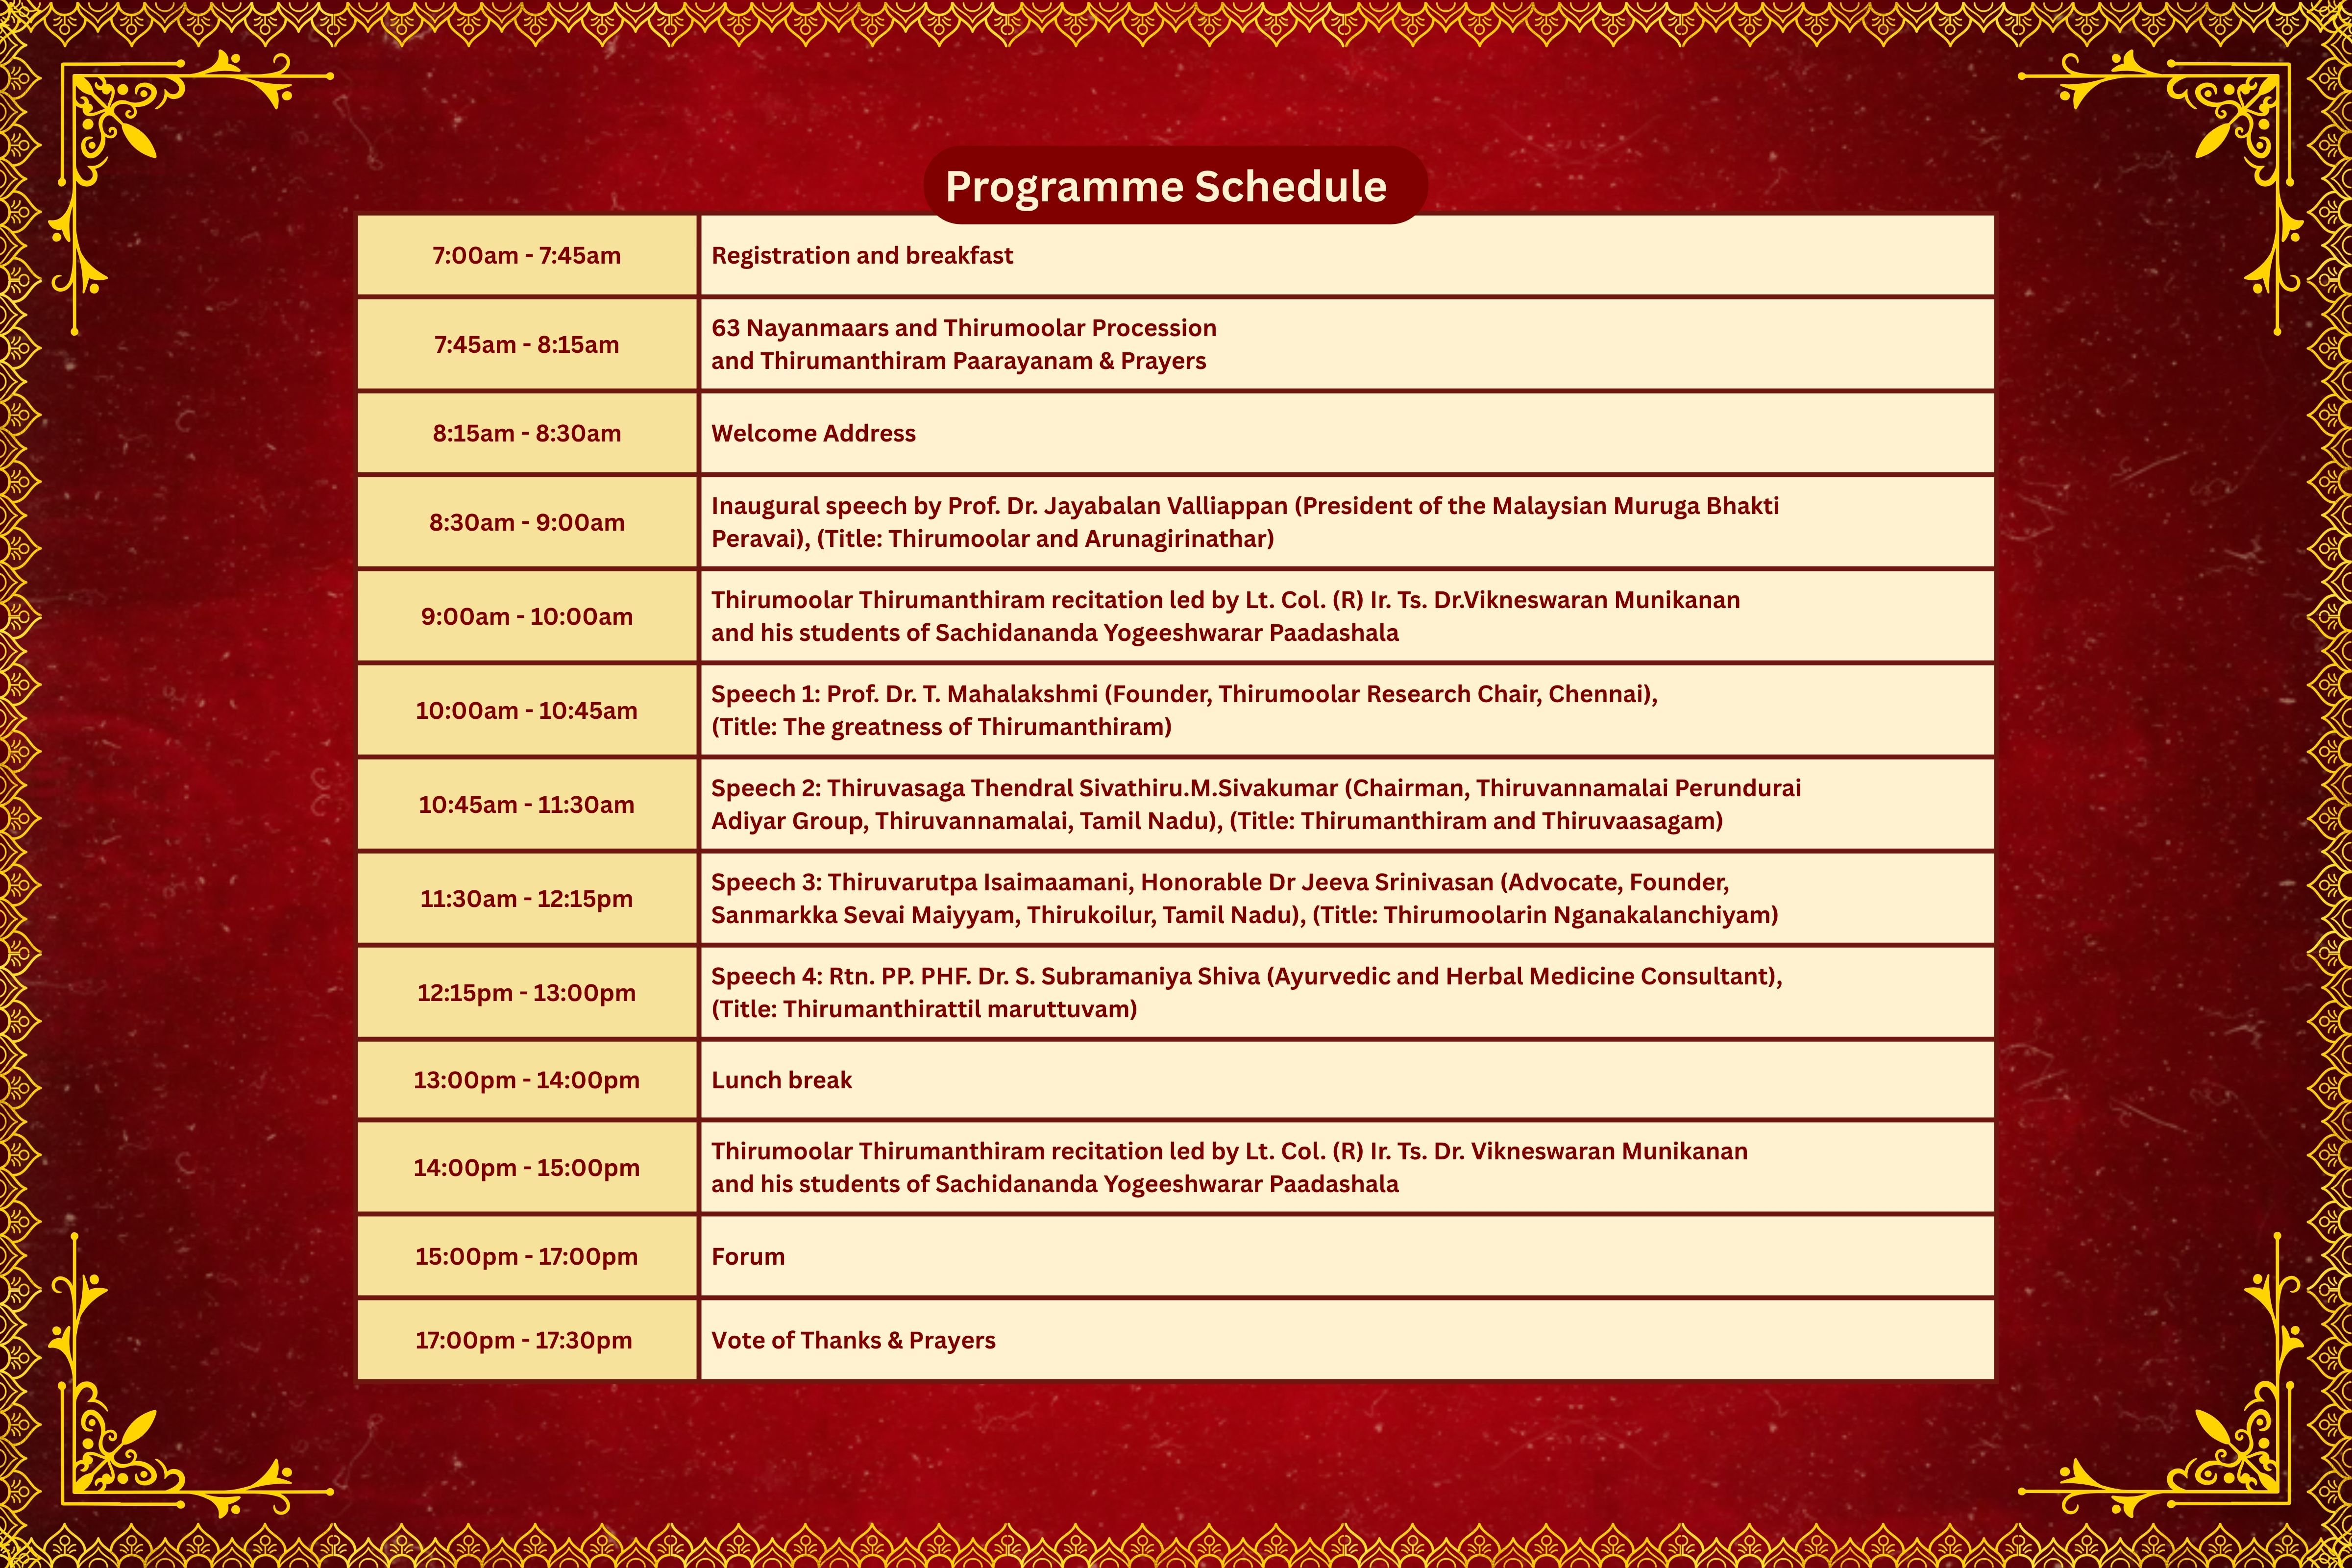 Programme Schedule
7:00am - 7:45am
Registration and breakfast
7:45am - 8:15am
63 Nayanmaars and Thirumoolar Procession
and Thirumanthiram Paarayanam & Prayers
8:15am - 8:30am
Welcome Address
8:30am - 9:00am
Inaugural speech by Prof. Dr. Jayabalan Valliappan (President of the Malaysian Muruga Bhakti
Peravai), (Title: Thirumoolar and Arunagirinathar)
9:00am - 10:00am
Thirumoolar Thirumanthiram recitation led by Lt. Col. (R) Ir. Ts. Dr.Vikneswaran Munikanan
and his students of Sachidananda Yogeeshwarar Paadashala
10:00am - 10:45am
Speech 1: Prof. Dr. T. Mahalakshmi (Founder, Thirumoolar Research Chair, Chennai),
(Title: The greatness of Thirumanthiram)
10:45am - 11:30am
Speech 2: Thiruvasaga Thendral Sivathiru.M.Sivakumar (Chairman, Thiruvannamalai Perundurai
Adiyar Group, Thiruvannamalai, Tamil Nadu), (Title: Thirumanthiram and Thiruvaasagam)
11:30am - 12:15pm
Speech 3: Thiruvarutpa Isaimaamani, Honorable Dr Jeeva Srinivasan (Advocate, Founder,
Sanmarkka Sevai Maiyyam, Thirukoilur, Tamil Nadu), (Title: Thirumoolarin Nganakalanchiyam)
12:15pm - 13:00pm
Speech 4: Rtn. PP. PHF. Dr. S. Subramaniya Shiva (Ayurvedic and Herbal Medicine Consultant),
(Title: Thirumanthirattil maruttuvam)
13:00pm - 14:00pm
Lunch break
14:00pm - 15:00pm
Thirumoolar Thirumanthiram recitation led by Lt. Col. (R) Ir. Ts. Dr. Vikneswaran Munikanan
and his students of Sachidananda Yogeeshwarar Paadashala
15:00pm - 17:00pm
Forum
17:00pm - 17:30pm
Vote of Thanks & Prayers